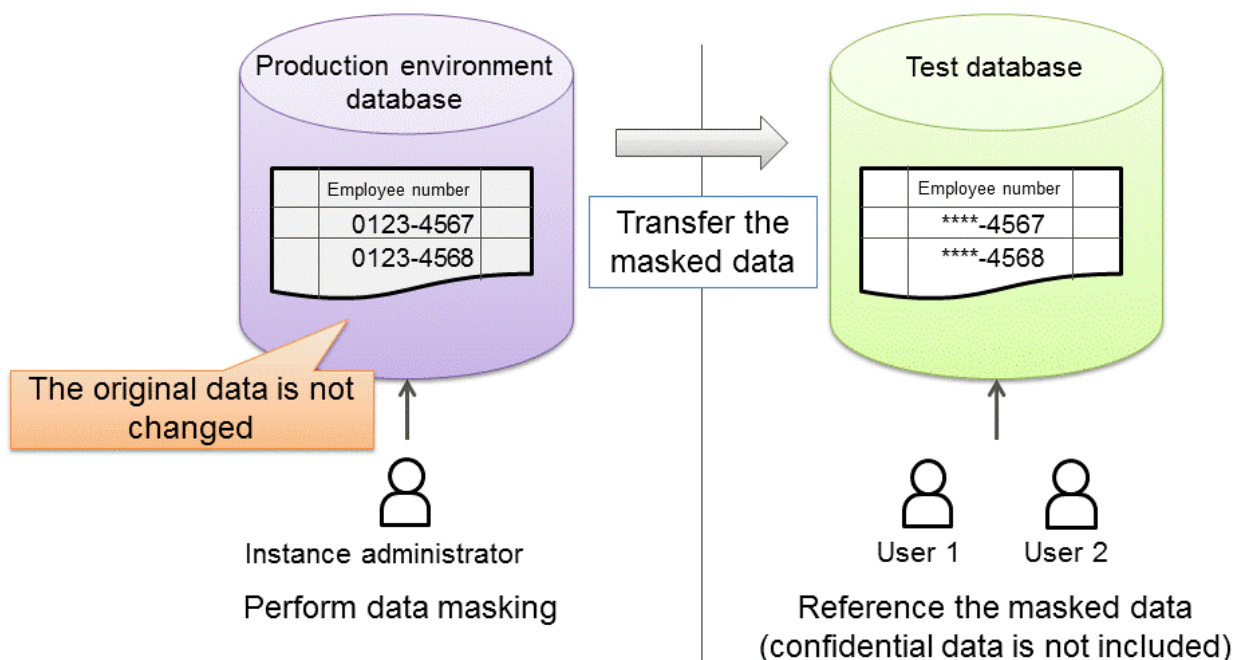 Production environment
database
Employee number
0123-4567
0123-4568
The original data is not
changed
Instance administrator
Perform data masking
Transfer the
masked data
Test database
Employee number
****-4567
****-4568
User 1
User 2
Reference the masked data
(confidential data is not included)